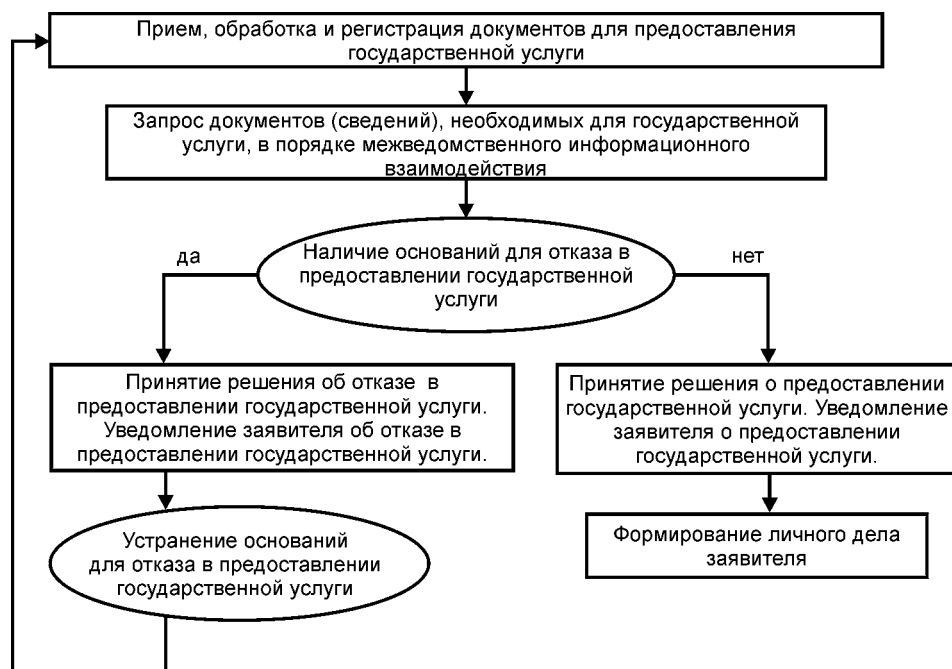 Прием, обработка и регистрация документов для предоставления
государственной услуги
Запрос документов (сведений), необходимых для государственной
услуги, в порядке межведомственного информационного
взаимодействия
Наличие оснований для отказа в
предоставлении государственной
услуги
да
нет
Принятие решения об отказе в
предоставлении государственной услуги.
Уведомление заявителя об отказе в
предоставлении государственной услуги.
Принятие решения о предоставлении
государственной услуги. Уведомление
заявителя о предоставлении
государственной услуги.
Устранение оснований
для отказа в предоставлении
государственной услуги
Формирование личного дела
заявителя